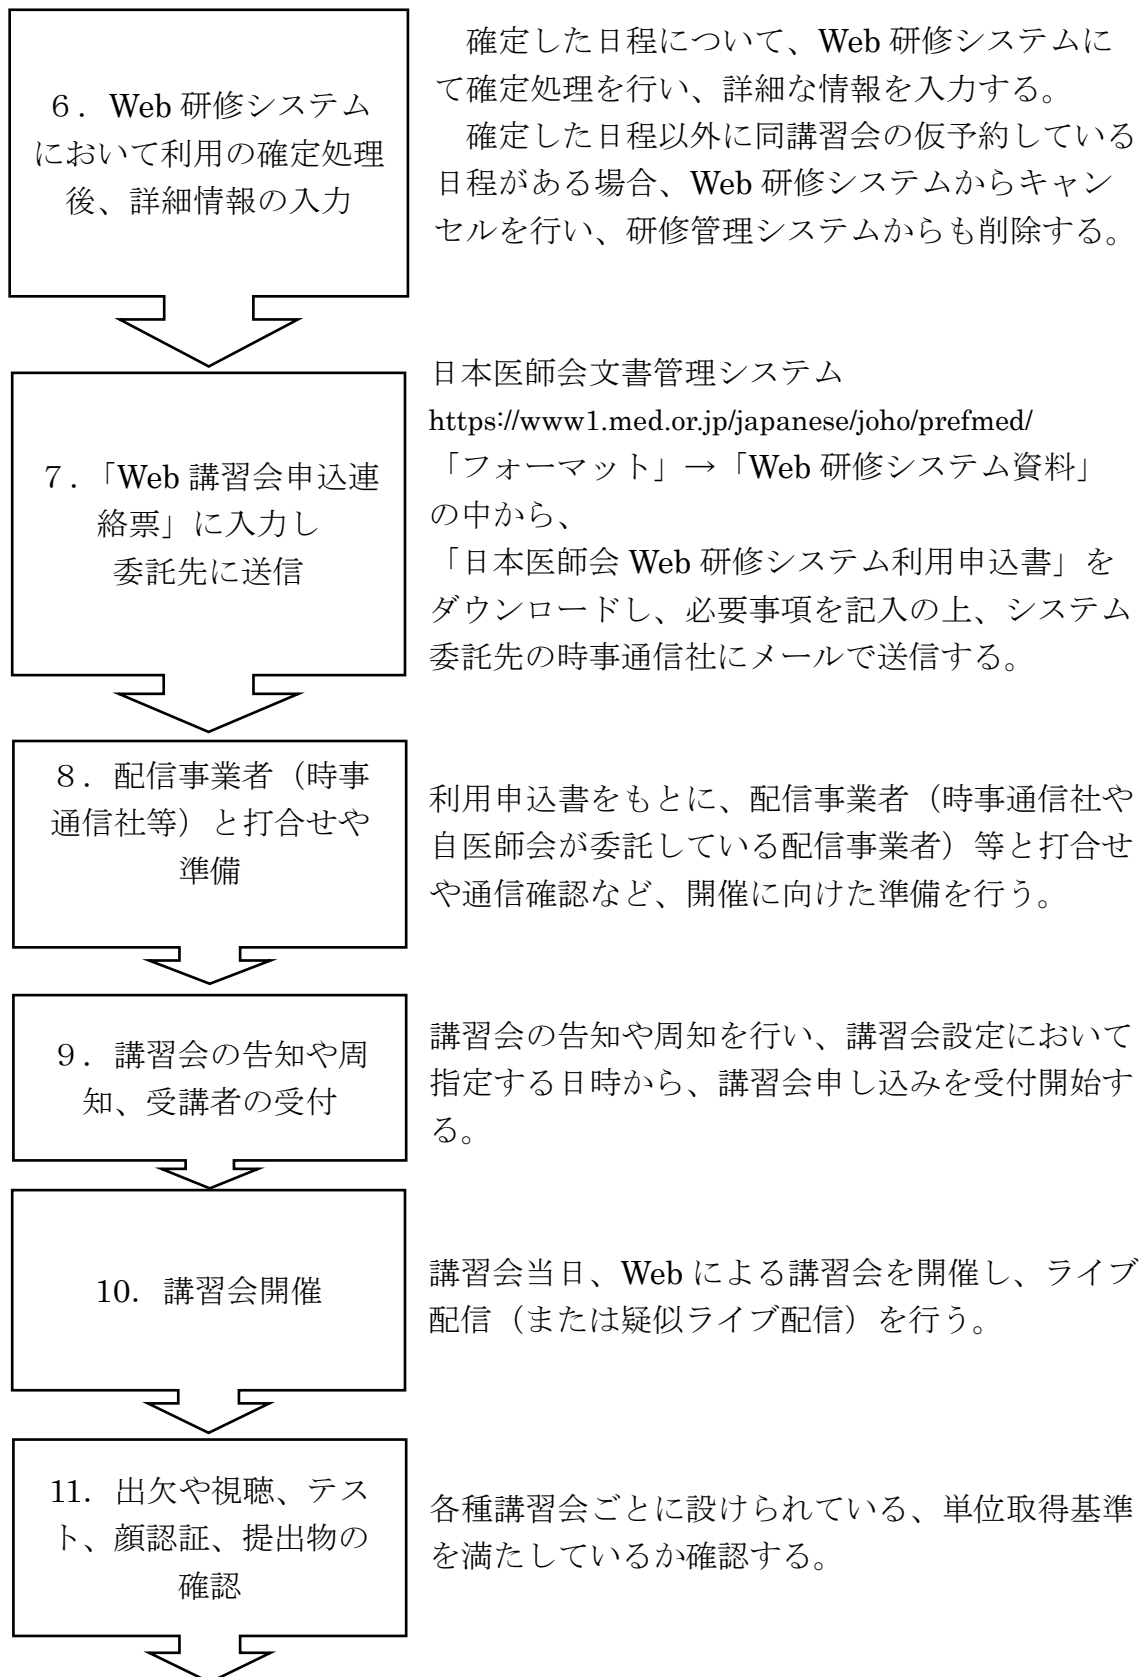 ６．Web 研修システム
において利用の確定処理
後、詳細情報の入力
確定した日程について、Web 研修システムに
て確定処理を行い、詳細な情報を入力する。
確定した日程以外に同講習会の仮予約している
日程がある場合、Web 研修システムからキャン
セルを行い、研修管理システムからも削除する。
７．「Web 講習会申込連
絡票」に入力し
委託先に送信
日本医師会文書管理システム
https://www1.med.or.jp/japanese/joho/prefmed/
「フォーマット」→「Web 研修システム資料」
の中から、
「日本医師会 Web 研修システム利用申込書」を
ダウンロードし、必要事項を記入の上、システム
委託先の時事通信社にメールで送信する。
８．配信事業者（時事
通信社等）と打合せや
準備
利用申込書をもとに、配信事業者（時事通信社や
自医師会が委託している配信事業者）等と打合せ
や通信確認など、開催に向けた準備を行う。
９．講習会の告知や周
知、受講者の受付
講習会の告知や周知を行い、講習会設定において
指定する日時から、講習会申し込みを受付開始す
る。
10．講習会開催
講習会当日、Web による講習会を開催し、ライブ
配信（または疑似ライブ配信）を行う。
11．出欠や視聴、テス
ト、顔認証、提出物の
確認
各種講習会ごとに設けられている、単位取得基準
を満たしているか確認する。